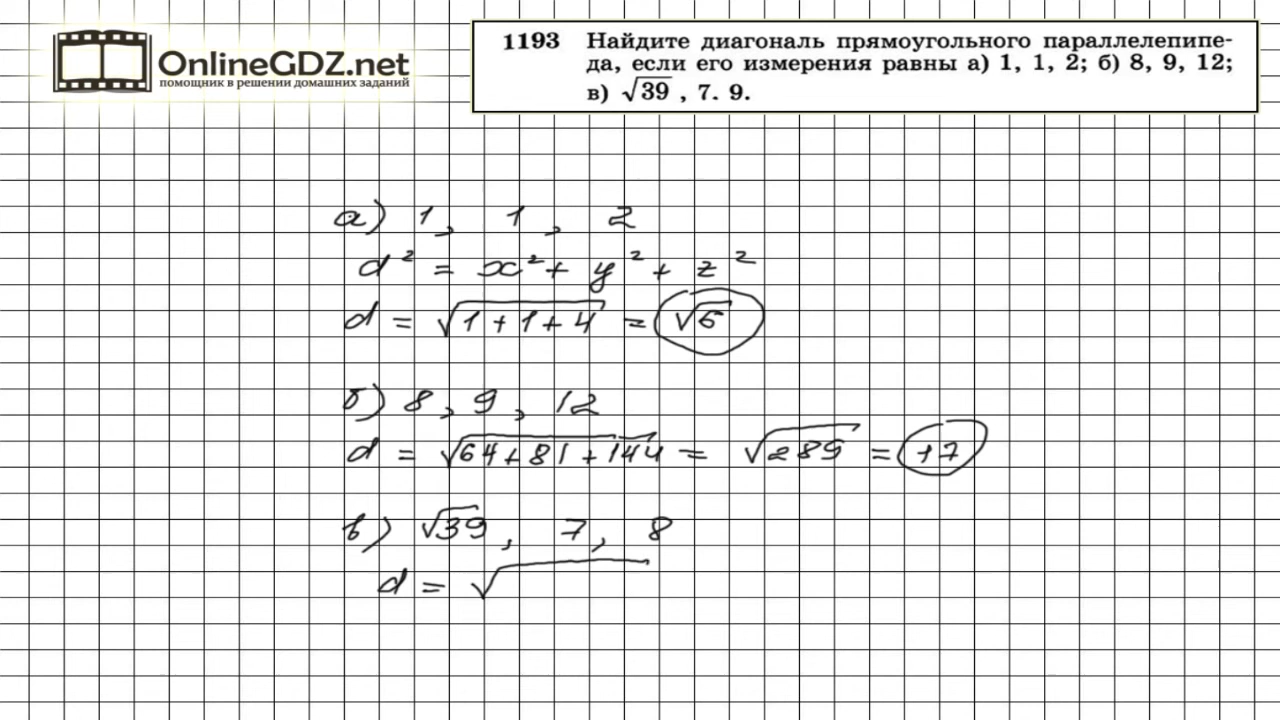 OnlineGDZ.net
помощник в решении домашних заданий
1193 Найдите диагональ прямоугольного параллелепипе-
да, если его измерения равны а) 1, 1, 2; б) 8, 9, 12;
в) √39 , 7. 9.
а) 1, 1, 2
d² = x² + y² + z²
d = √1+1+4 = √6
б) 8, 9, 12
d = √64+81+144 = √289 = 17
в) √39, 7, 8
d = √